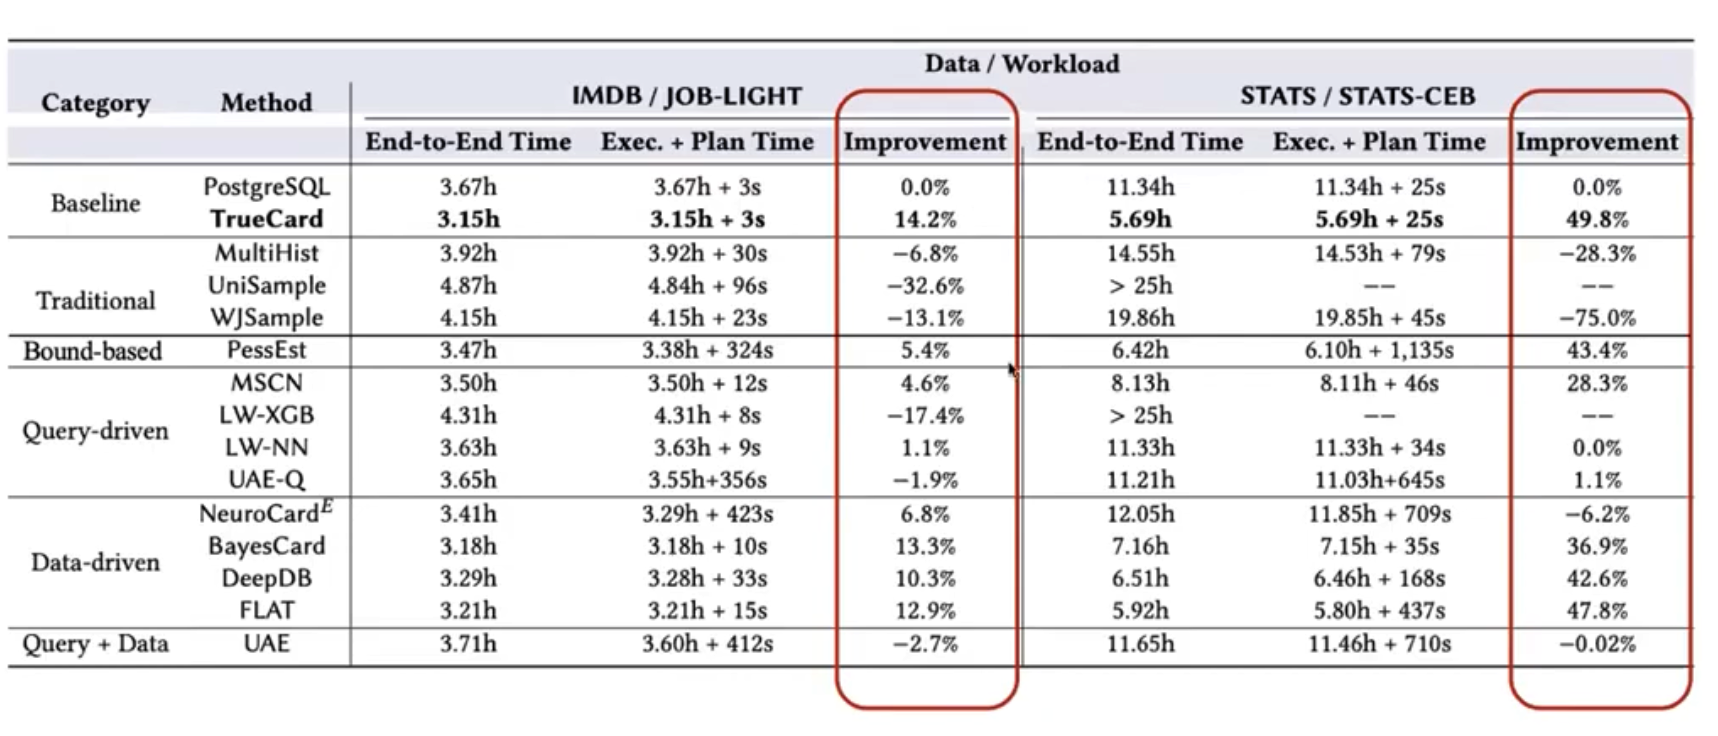 Data / Workload
Category Method IMDB / JOB-LIGHT STATS / STATS-CEB
End-to-End Time Exec. + Plan Time Improvement End-to-End Time Exec. + Plan Time Improvement
Baseline PostgreSQL 3.67h 3.67h + 3s 0.0% 11.34h 11.34h + 25s 0.0%
TrueCard 3.15h 3.15h + 3s 14.2% 5.69h 5.69h + 25s 49.8%
Traditional MultiHist 3.92h 3.92h + 30s −6.8% 14.55h 14.53h + 79s −28.3%
UniSample 4.87h 4.84h + 96s −32.6% > 25h −− −−
WJSample 4.15h 4.15h + 23s −13.1% 19.86h 19.85h + 45s −75.0%
Bound-based PessEst 3.47h 3.38h + 324s 5.4% 6.42h 6.10h + 1,135s 43.4%
Query-driven MSCN 3.50h 3.50h + 12s 4.6% 8.13h 8.11h + 46s 28.3%
LW-XGB 4.31h 4.31h + 8s −17.4% > 25h −− −−
LW-NN 3.63h 3.63h + 9s 1.1% 11.33h 11.33h + 34s 0.0%
UAE-Q 3.65h 3.55h+356s −1.9% 11.21h 11.03h+645s 1.1%
Data-driven NeuroCard^E 3.41h 3.29h + 423s 6.8% 12.05h 11.85h + 709s −6.2%
BayesCard 3.18h 3.18h + 10s 13.3% 7.16h 7.15h + 35s 36.9%
DeepDB 3.29h 3.28h + 33s 10.3% 6.51h 6.46h + 168s 42.6%
FLAT 3.21h 3.21h + 15s 12.9% 5.92h 5.80h + 437s 47.8%
Query + Data UAE 3.71h 3.60h + 412s −2.7% 11.65h 11.46h + 710s −0.02%